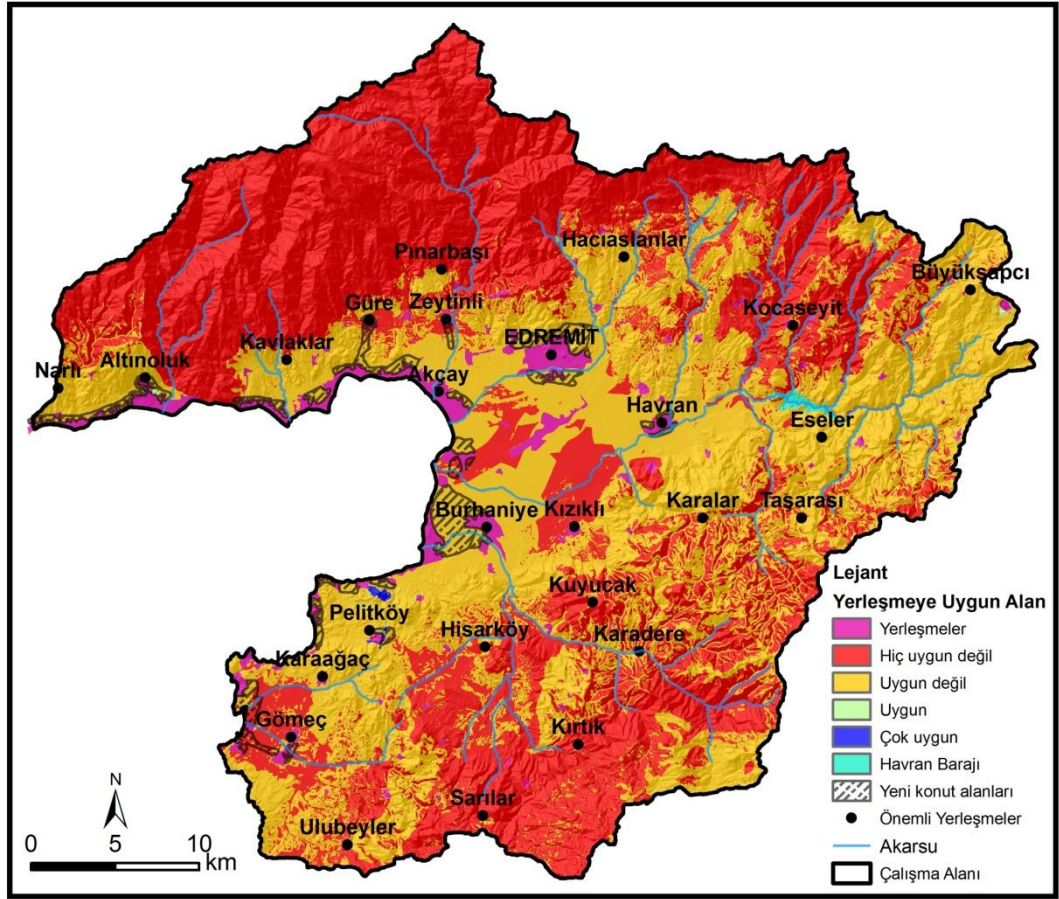 Hacıaslanlar
Pınarbaşı
Büyükşapcı
Güre
Zeytinli
Kocaseyit
EDREMİT
Kavlaklar
Altınoluk
Narlı
Akçay
Havran
Eseler
Karalar
Taşarası
Burhaniye
Kızıklı
Kuyucak
Pelitköy
Hisarköy
Karadere
Karaağaç
Gömeç
Kırtık
Sarılar
Ulubeyler
Lejant
Yerleşmeye Uygun Alan
Yerleşmeler
Hiç uygun değil
Uygun değil
Uygun
Çok uygun
Havran Barajı
Yeni konut alanları
Önemli Yerleşmeler
Akarsu
Çalışma Alanı
N
0 5 10
km